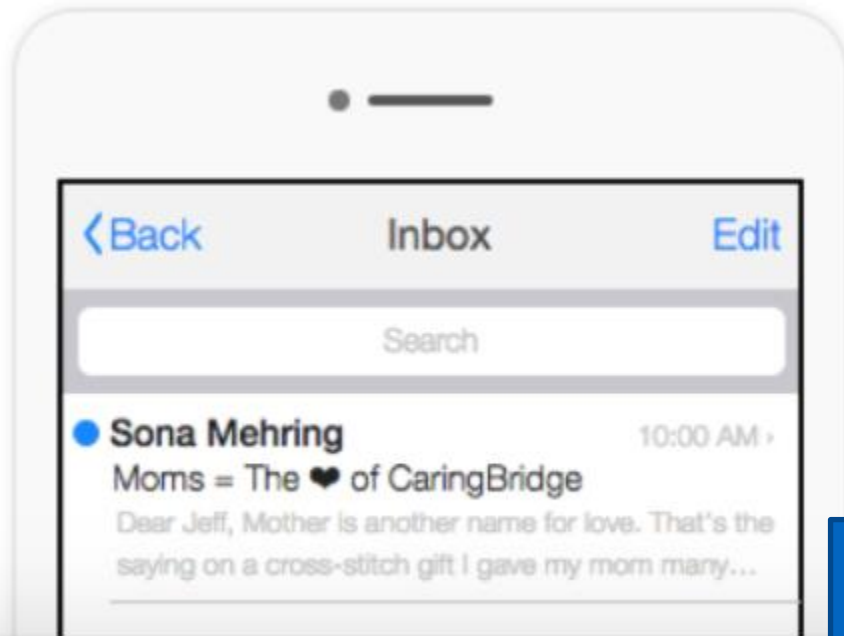 Back Inbox Edit
Search
Sona Mehring 10:00 AM
Moms = The ❤ of CaringBridge
Dear Jeff, Mother is another name for love. That's the
saying on a cross-stitch gift I gave my mom many...